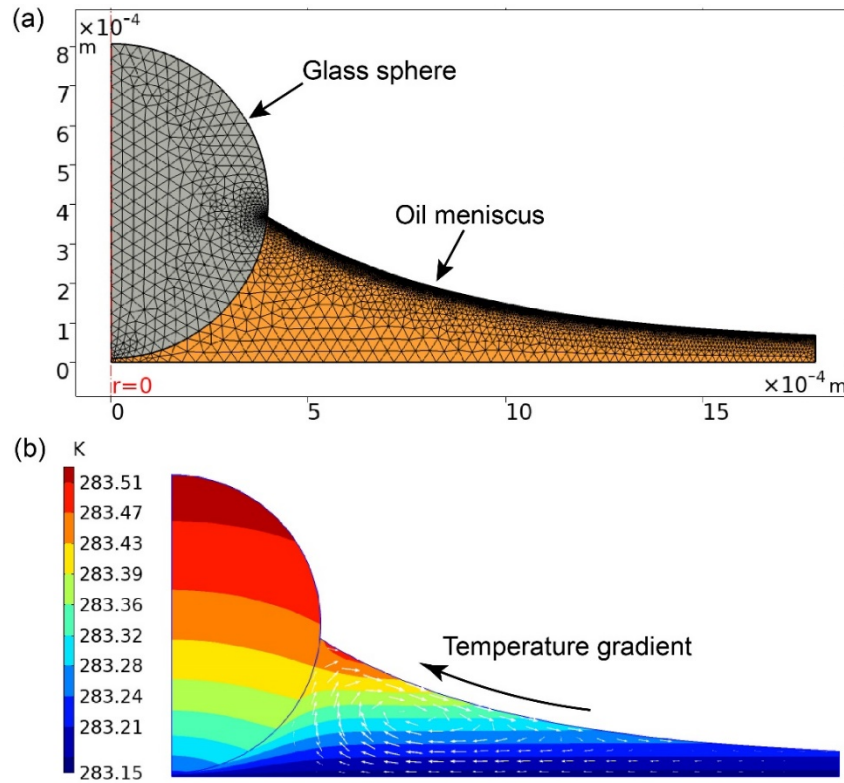 (a)
×10⁻⁴
m
8
7
6
5
4
3
2
1
0
Glass sphere
Oil meniscus
r=0
×10⁻⁴ m
0 5 10 15
(b) K
283.51
283.47
283.43
283.39
283.36
283.32
283.28
283.24
283.21
283.15
Temperature gradient